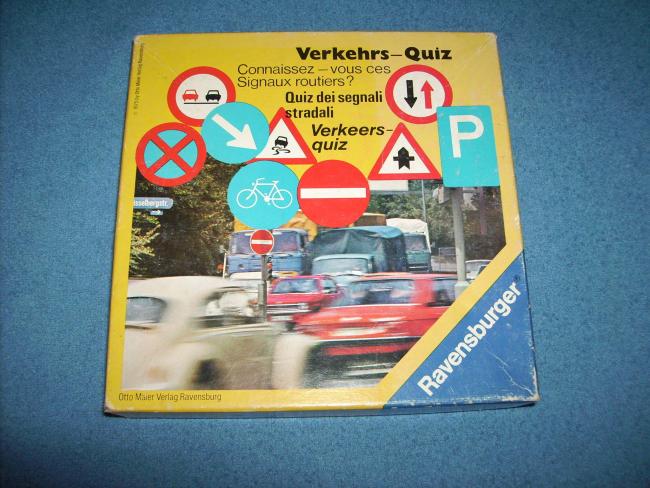 Verkehrs–Quiz
Connaissez – vous ces
Signaux routiers?
Quiz dei segnali
stradali
Verkeers-
quiz
P
Ravensburger
Otto Maier Verlag Ravensburg